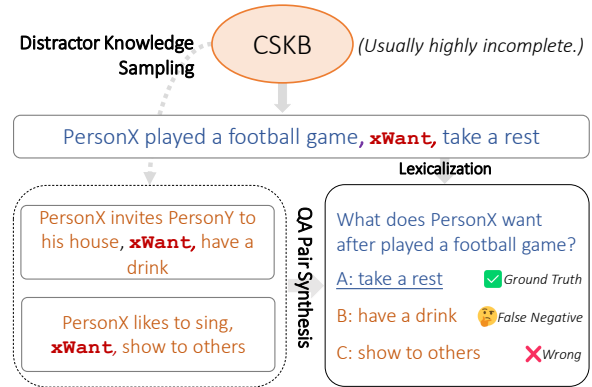 Distractor Knowledge
Sampling
CSKB
(Usually highly incomplete.)
PersonX played a football game, xWant, take a rest
Lexicalization
PersonX invites PersonY to
his house, xWant, have a
drink
PersonX likes to sing,
xWant, show to others
QA Pair Synthesis
What does PersonX want
after played a football game?
A: take a rest
Ground Truth
B: have a drink
False Negative
C: show to others
Wrong